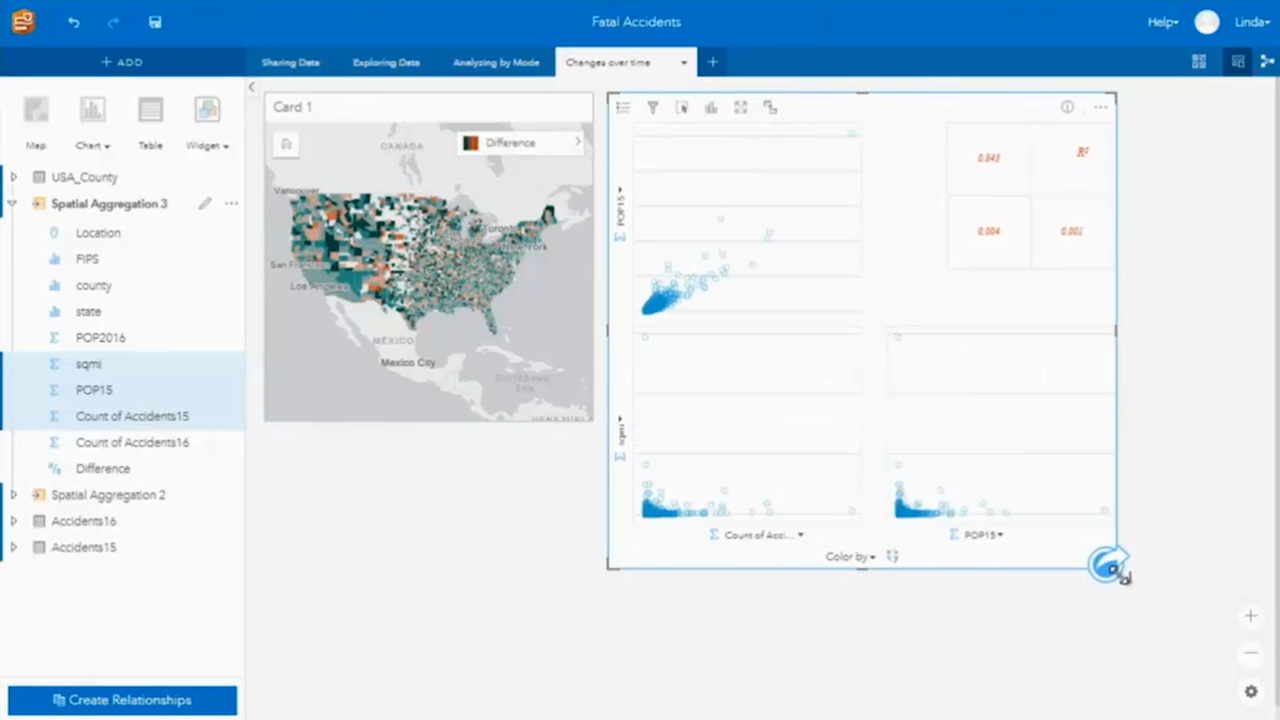 Fatal Accidents
Help
Linda
+ ADD
Sharing Data
Exploring Data
Analyzing by Mode
Changes over time
Map
Chart
Table
Widget
USA_County
Spatial Aggregation 3
Location
FIPS
county
state
POP2016
sqmi
POP15
Count of Accidents15
Count of Accidents16
Difference
Spatial Aggregation 2
Accidents16
Accidents15
Create Relationships
Card 1
Difference
CANADA
Vancouver
Toronto
New York
San Francisco
Los Angeles
MÉXICO
Mexico City
POP15
0.843
R²
0.004
0.001
sqmi
Count of Acci...
POP15
Color by